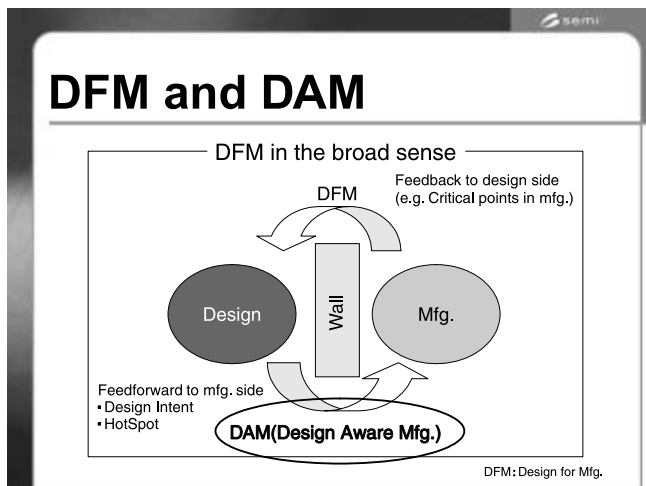 semi
DFM and DAM
DFM in the broad sense
DFM
Feedback to design side
(e.g. Critical points in mfg.)
Design
Wall
Mfg.
Feedforward to mfg. side
▪Design Intent
▪HotSpot
DAM(Design Aware Mfg.)
DFM:Design for Mfg.